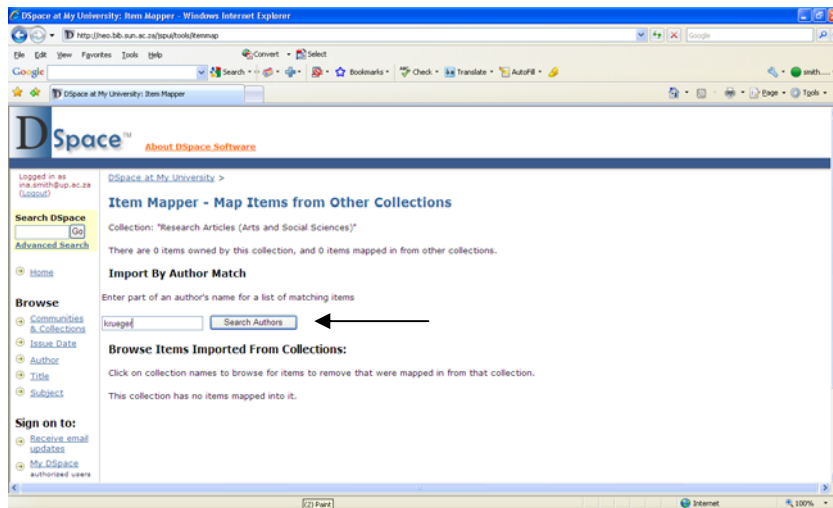 DSpace at My University: Item Mapper - Windows Internet Explorer
http://neo.bib.sun.ac.za/jspui/tools/itemmap
Google
File Edit View Favorites Tools Help
Convert Select
Google
Search Bookmarks Check Translate AutoFill smith....
DSpace at My University: Item Mapper
Page Tools
DSpace™ About DSpace Software
Logged in as
ina.smith@up.ac.za
(Logout)
Search DSpace
Go
Advanced Search
Home
Browse
Communities
& Collections
Issue Date
Author
Title
Subject
Sign on to:
Receive email
updates
My DSpace
authorized users
DSpace at My University >
Item Mapper - Map Items from Other Collections
Collection: "Research Articles (Arts and Social Sciences)"
There are 0 items owned by this collection, and 0 items mapped in from other collections.
Import By Author Match
Enter part of an author's name for a list of matching items
krueger Search Authors
Browse Items Imported From Collections:
Click on collection names to browse for items to remove that were mapped in from that collection.
This collection has no items mapped into it.
(2) Paint
Internet 100%